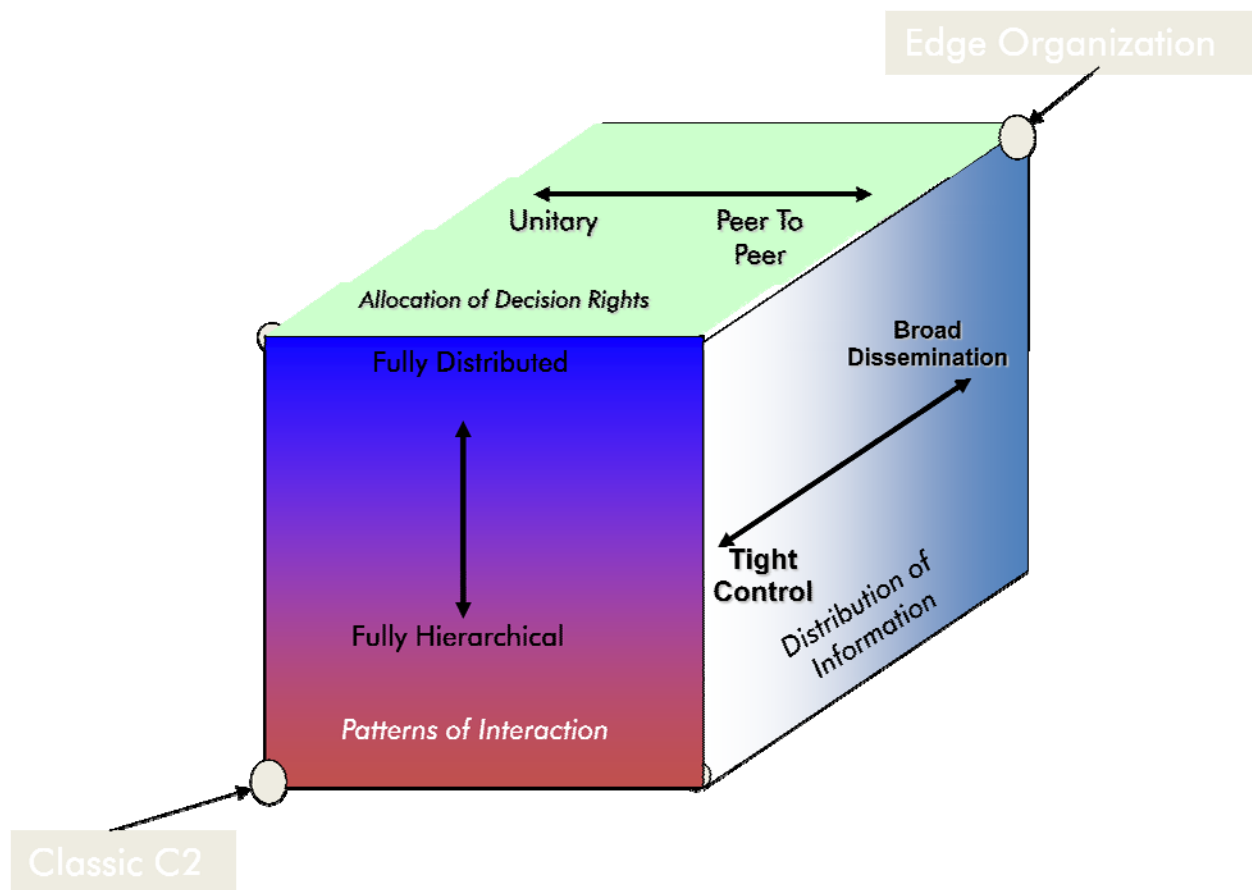 Edge Organization
Unitary
Peer To
Peer
Allocation of Decision Rights
Fully Distributed
Broad
Dissemination
Tight
Control
Distribution of
Information
Fully Hierarchical
Patterns of Interaction
Classic C2